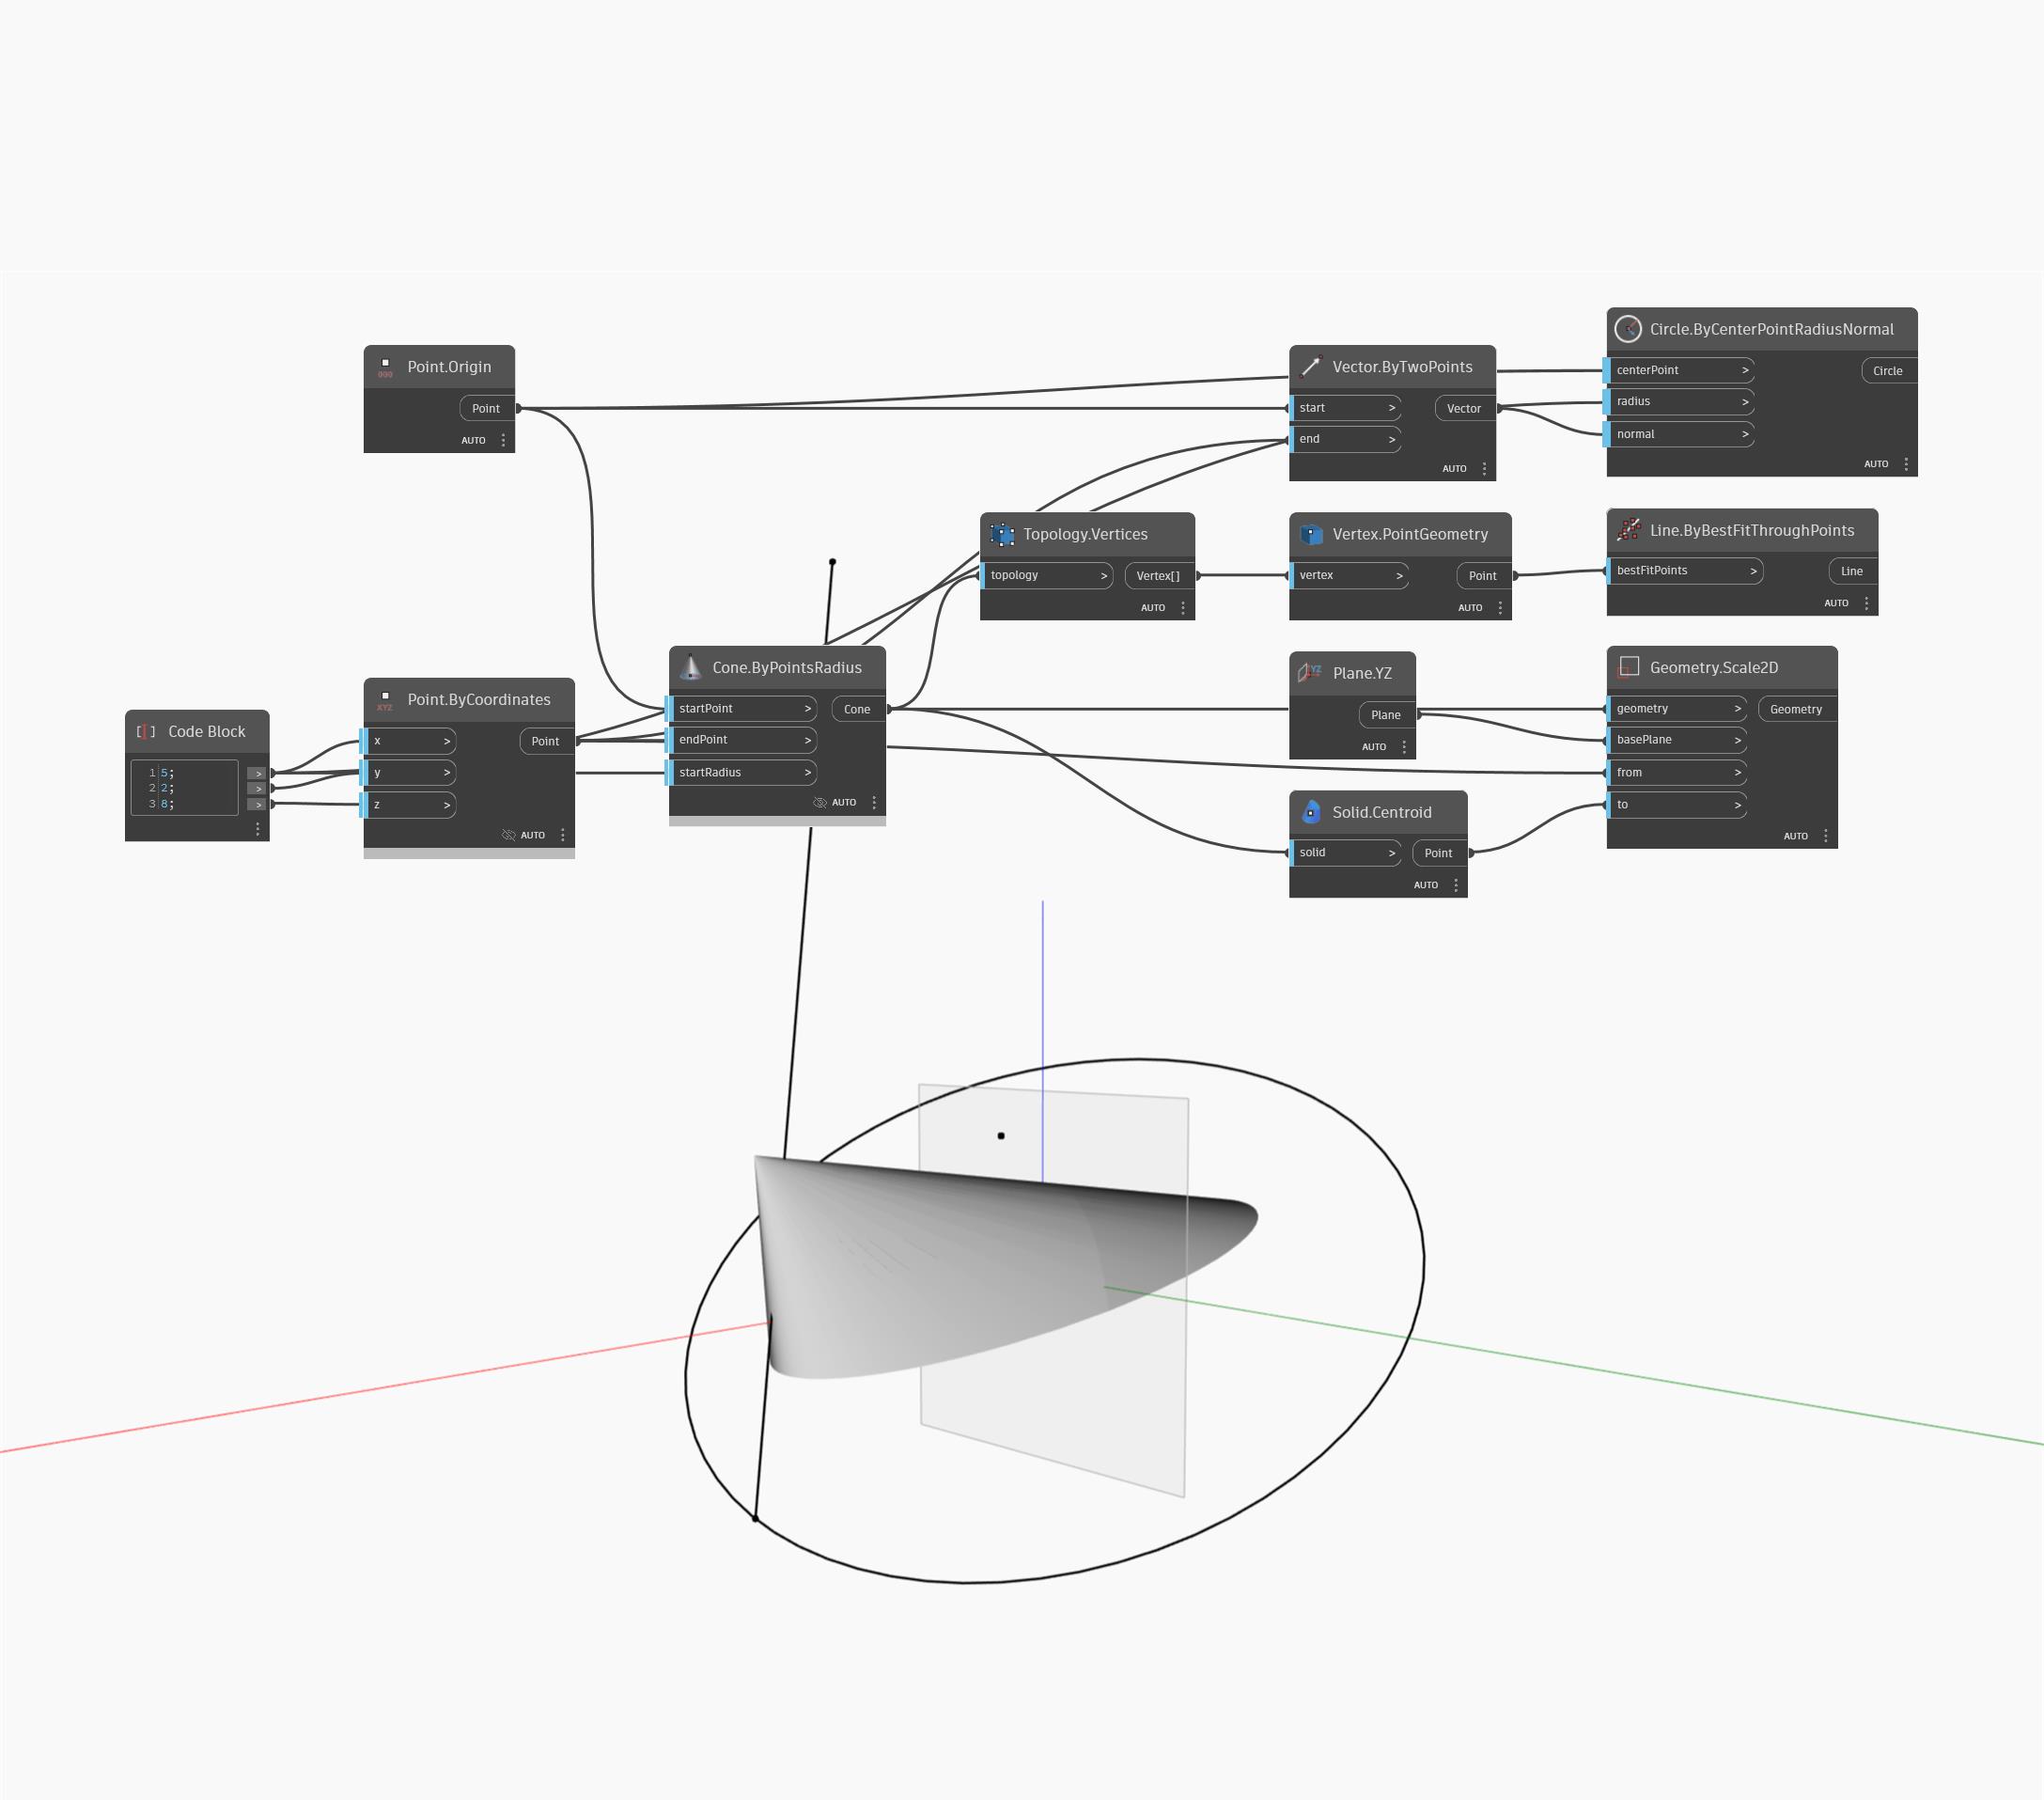 Point.Origin
Point
AUTO
Code Block
1 5;
2 2;
3 8;
>
>
>
Point.ByCoordinates
x >
y >
z >
Point
AUTO
Cone.ByPointsRadius
startPoint >
endPoint >
startRadius >
Cone
AUTO
Topology.Vertices
topology >
Vertex[]
AUTO
Vector.ByTwoPoints
start >
end >
Vector
AUTO
Vertex.PointGeometry
vertex >
Point
AUTO
Plane.YZ
Plane
AUTO
Solid.Centroid
solid >
Point
AUTO
Circle.ByCenterPointRadiusNormal
centerPoint >
radius >
normal >
Circle
AUTO
Line.ByBestFitThroughPoints
bestFitPoints >
Line
AUTO
Geometry.Scale2D
geometry >
basePlane >
from >
to >
Geometry
AUTO